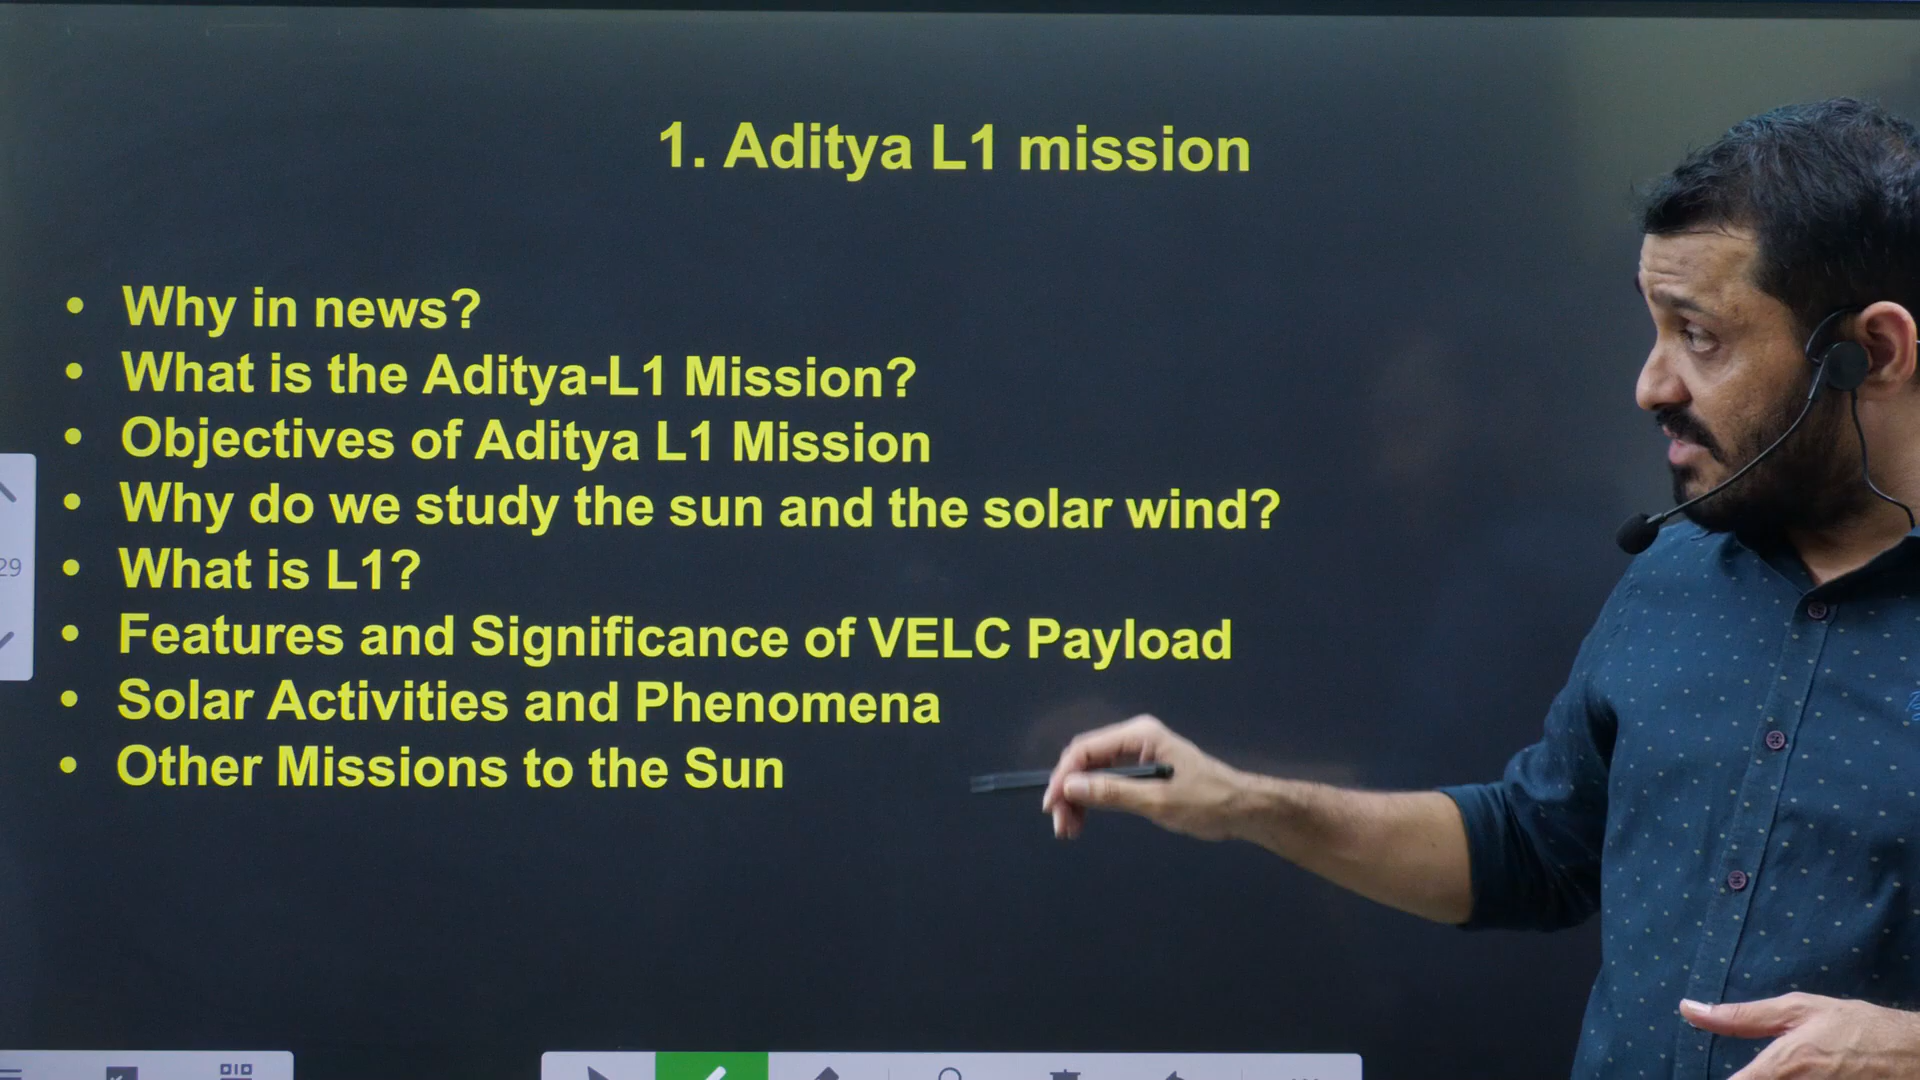 1. Aditya L1 mission
• Why in news?
• What is the Aditya-L1 Mission?
• Objectives of Aditya L1 Mission
• Why do we study the sun and the solar wind?
• What is L1?
• Features and Significance of VELC Payload
• Solar Activities and Phenomena
• Other Missions to the Sun
29